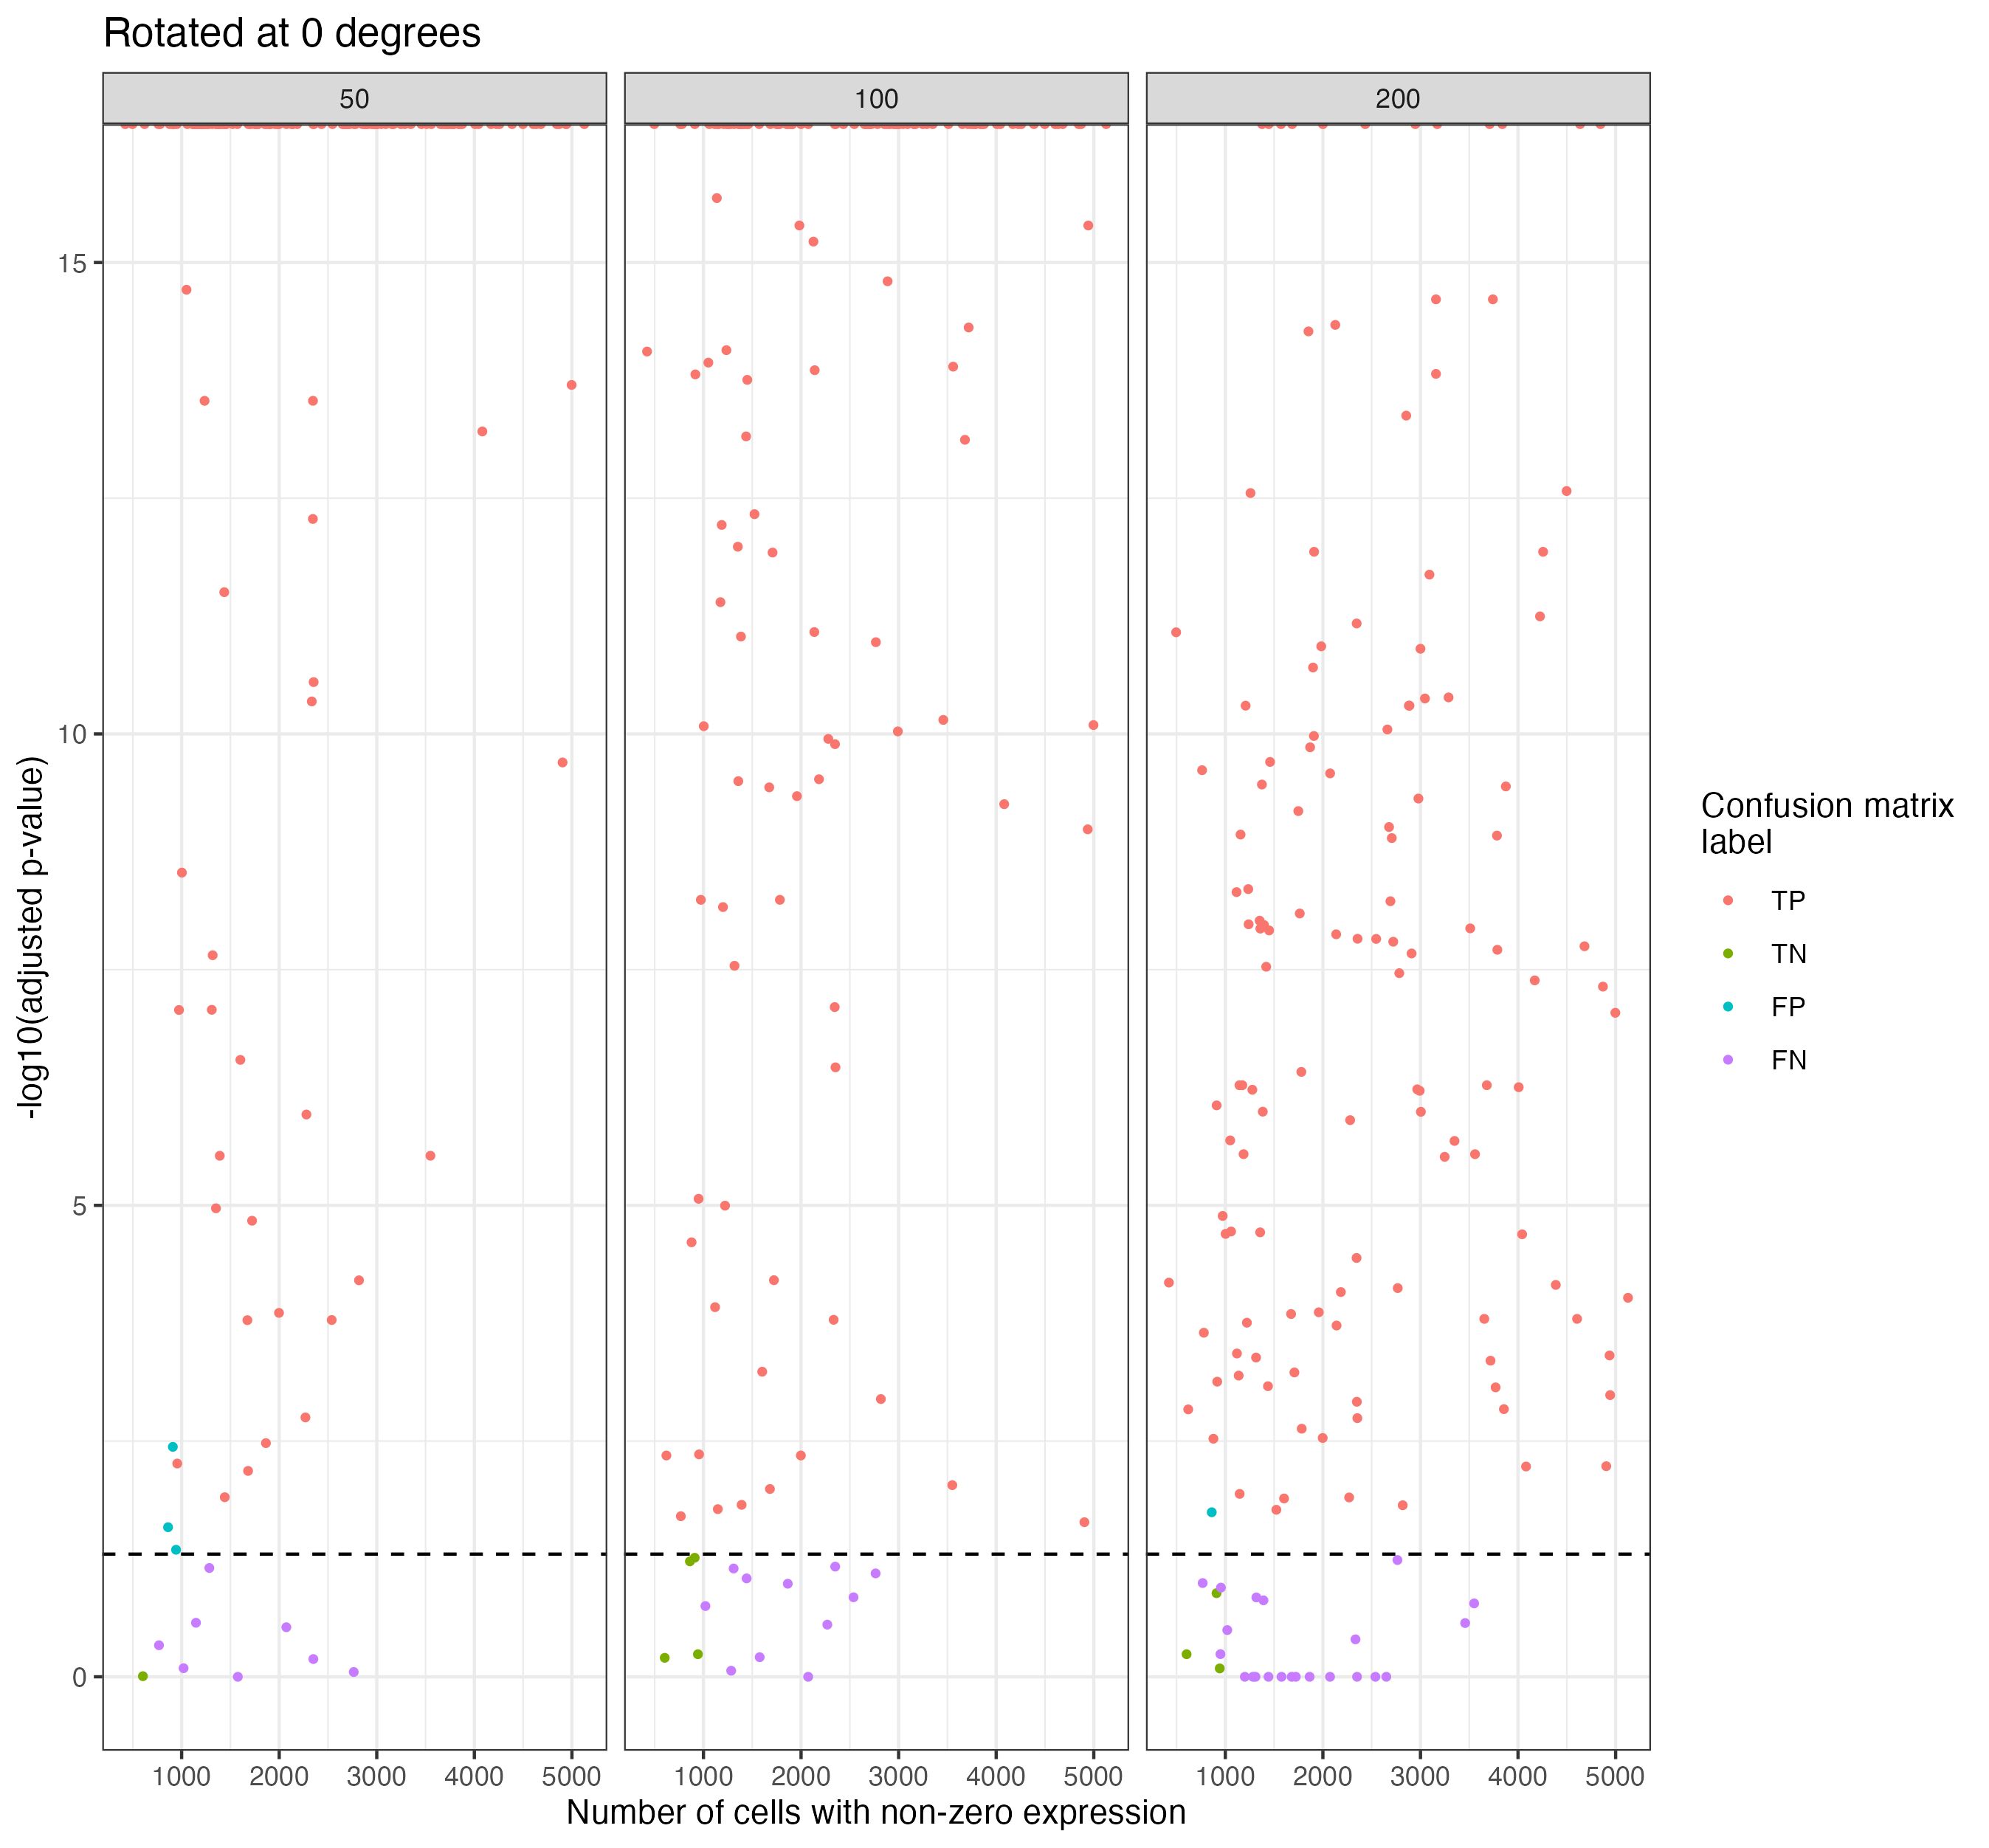 Rotated at 0 degrees
50 100 200
15
10
5
0
-log10(adjusted p-value)
1000 2000 3000 4000 5000 1000 2000 3000 4000 5000 1000 2000 3000 4000 5000
Number of cells with non-zero expression
Confusion matrix
label
TP
TN
FP
FN